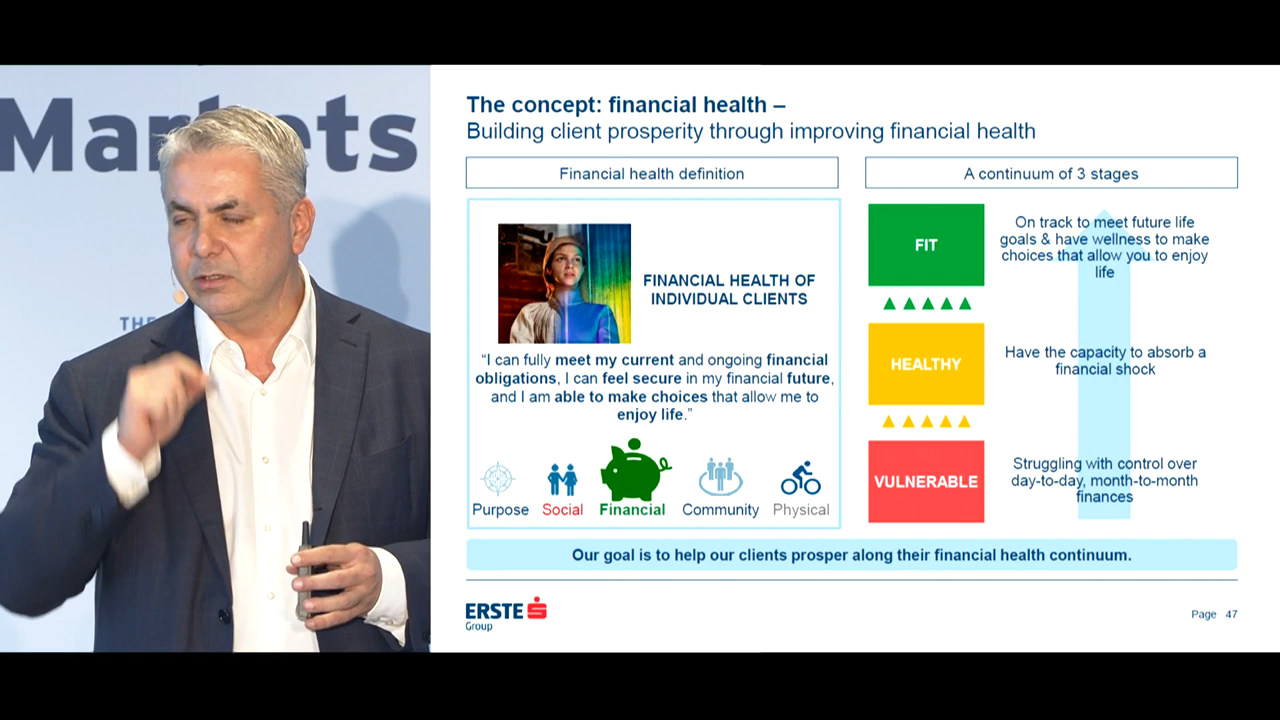 Markets
THE
The concept: financial health –
Building client prosperity through improving financial health
Financial health definition
FINANCIAL HEALTH OF
INDIVIDUAL CLIENTS
“I can fully meet my current and ongoing financial
obligations, I can feel secure in my financial future,
and I am able to make choices that allow me to
enjoy life.”
Purpose Social Financial Community Physical
A continuum of 3 stages
FIT
On track to meet future life
goals & have wellness to make
choices that allow you to enjoy
life
HEALTHY
Have the capacity to absorb a
financial shock
VULNERABLE
Struggling with control over
day-to-day, month-to-month
finances
Our goal is to help our clients prosper along their financial health continuum.
ERSTE
Group
Page 47